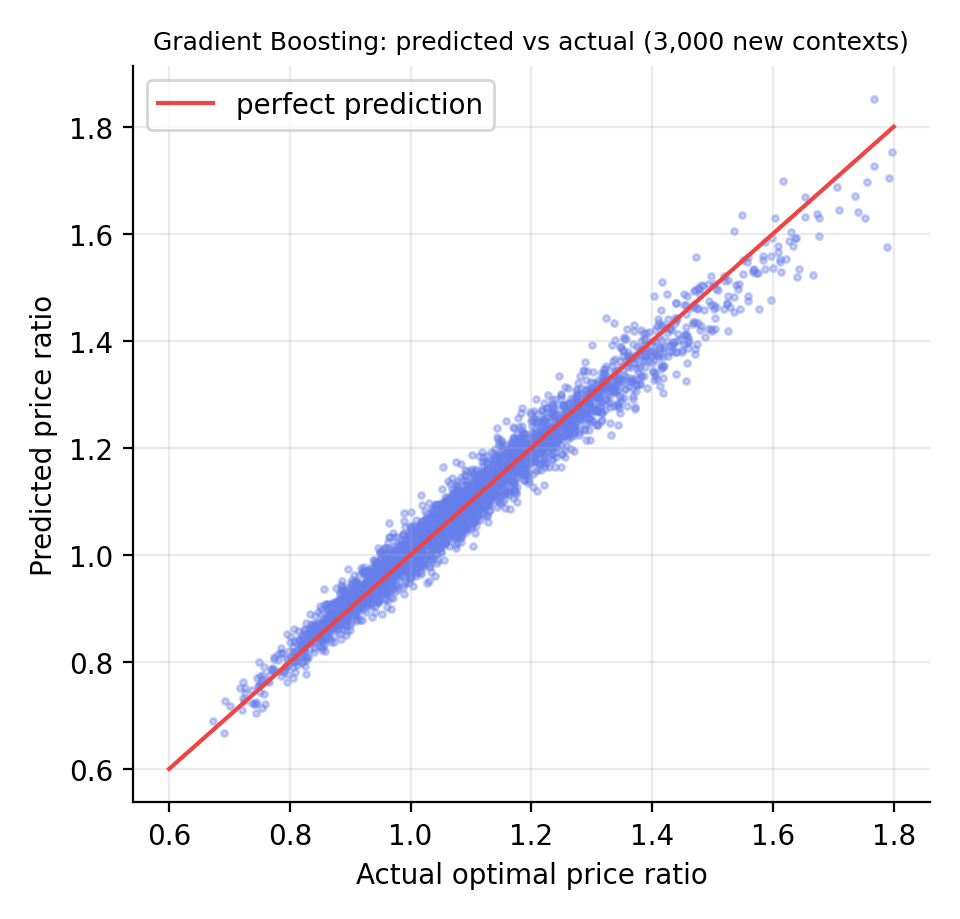 Gradient Boosting: predicted vs actual (3,000 new contexts)
perfect prediction
1.8
1.6
1.4
1.2
1.0
0.8
0.6
Predicted price ratio
0.6 0.8 1.0 1.2 1.4 1.6 1.8
Actual optimal price ratio